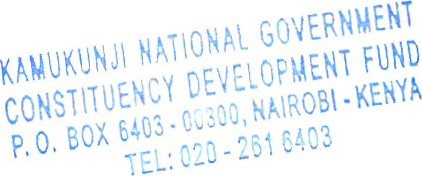 KAMUKUNJI NATIONAL GOVERNMENT
CONSTITUENCY DEVELOPMENT FUND
P. O. BOX 6403 - 00300, NAIROBI - KENYA
TEL: 020 - 261 6403